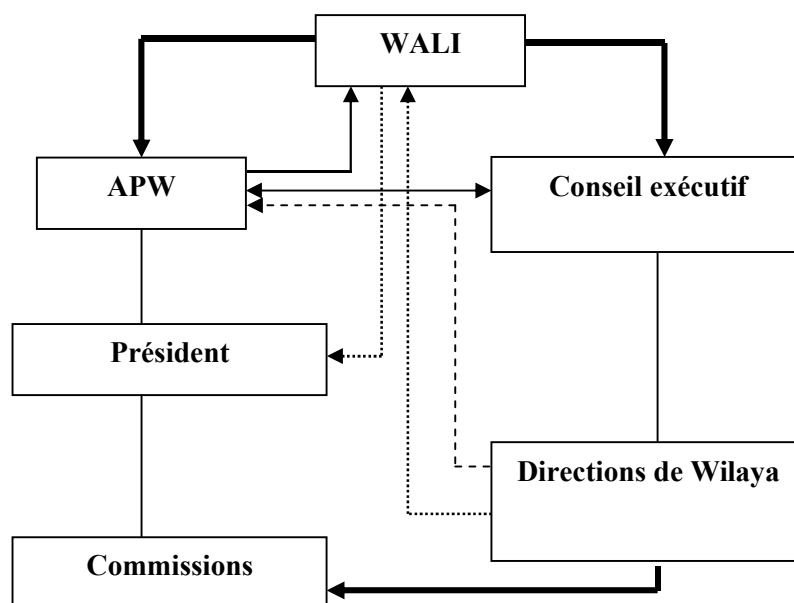 WALI
APW
Conseil exécutif
Président
Directions de Wilaya
Commissions